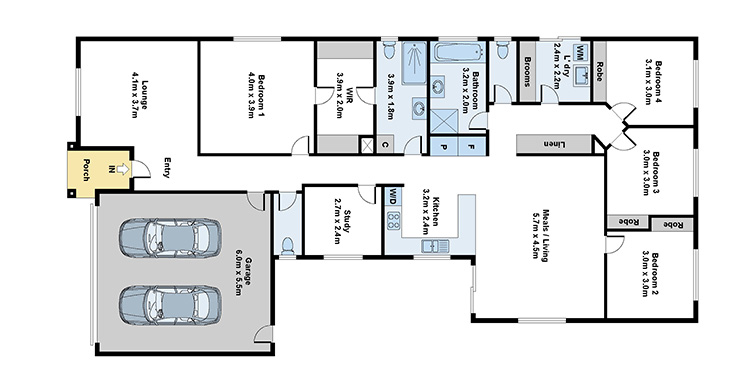 Lounge
4.1m x 3.7m
Bedroom 1
4.0m x 3.9m
WIR
3.9m x 2.0m
3.9m x 1.8m
C
Bathroom
3.2m x 2.0m
Brooms
L' dry
2.4m x 2.2m
WM
Robe
Bedroom 4
3.1m x 3.0m
Porch
IN
Entry
P
F
Linen
Bedroom 3
3.0m x 3.0m
Robe
Robe
Study
2.7m x 2.4m
W/D
Kitchen
3.2m x 2.4m
Meals / Living
5.7m x 4.5m
Bedroom 2
3.0m x 3.0m
Garage
6.0m x 5.5m